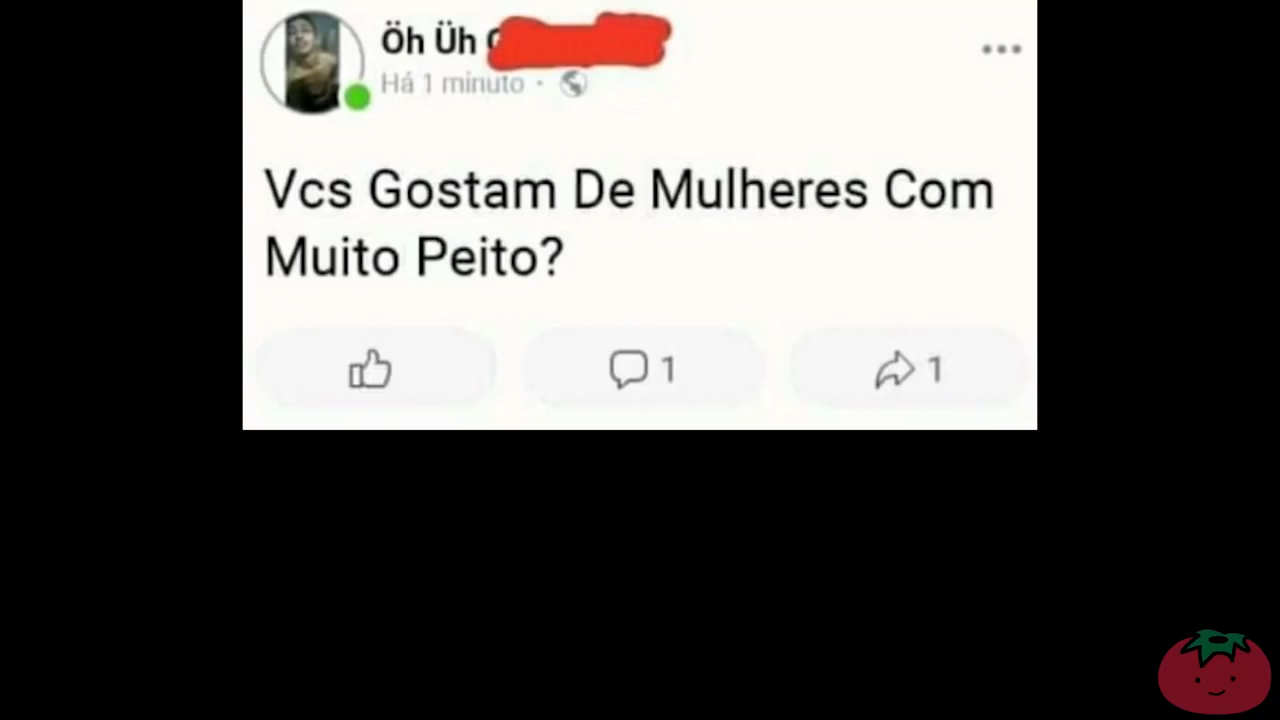 Öh Üh
Há 1 minuto ·
Vcs Gostam De Mulheres Com
Muito Peito?
1
1